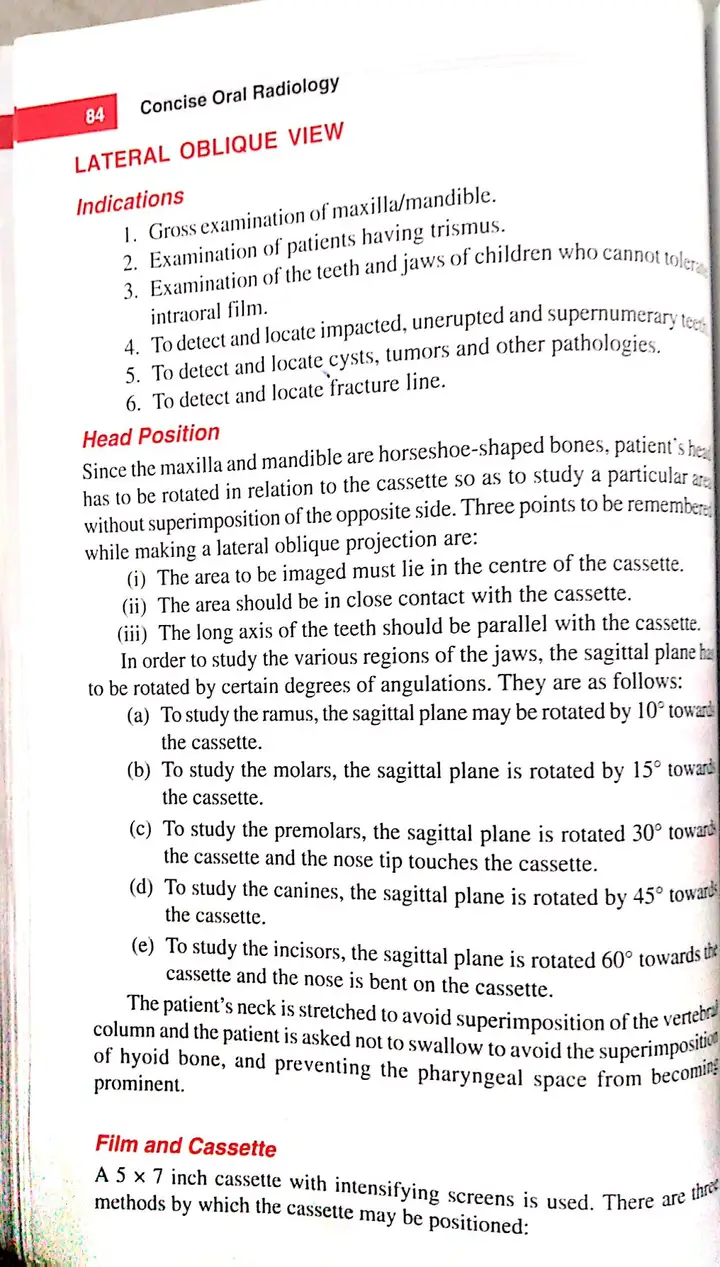 84 Concise Oral Radiology
LATERAL OBLIQUE VIEW
Indications
1. Gross examination of maxilla/mandible.
2. Examination of patients having trismus.
3. Examination of the teeth and jaws of children who cannot tolerate
intraoral film.
4. To detect and locate impacted, unerupted and supernumerary teeth.
5. To detect and locate cysts, tumors and other pathologies.
6. To detect and locate fracture line.
Head Position
Since the maxilla and mandible are horseshoe-shaped bones, patient's head
has to be rotated in relation to the cassette so as to study a particular area
without superimposition of the opposite side. Three points to be remembered
while making a lateral oblique projection are:
(i) The area to be imaged must lie in the centre of the cassette.
(ii) The area should be in close contact with the cassette.
(iii) The long axis of the teeth should be parallel with the cassette.
In order to study the various regions of the jaws, the sagittal plane has
to be rotated by certain degrees of angulations. They are as follows:
(a) To study the ramus, the sagittal plane may be rotated by 10° towards
the cassette.
(b) To study the molars, the sagittal plane is rotated by 15° towards
the cassette.
(c) To study the premolars, the sagittal plane is rotated 30° towards
the cassette and the nose tip touches the cassette.
(d) To study the canines, the sagittal plane is rotated by 45° towards
the cassette.
(e) To study the incisors, the sagittal plane is rotated 60° towards the
cassette and the nose is bent on the cassette.
The patient's neck is stretched to avoid superimposition of the vertebral
column and the patient is asked not to swallow to avoid the superimposition
of hyoid bone, and preventing the pharyngeal space from becoming
prominent.
Film and Cassette
A 5 × 7 inch cassette with intensifying screens is used. There are three
methods by which the cassette may be positioned: